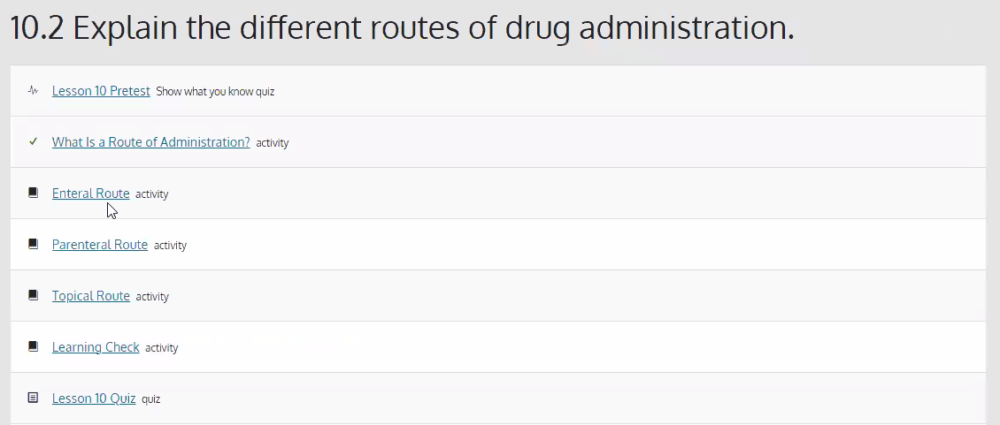 10.2 Explain the different routes of drug administration.
Lesson 10 Pretest Show what you know quiz
What Is a Route of Administration? activity
Enteral Route activity
Parenteral Route activity
Topical Route activity
Learning Check activity
Lesson 10 Quiz quiz